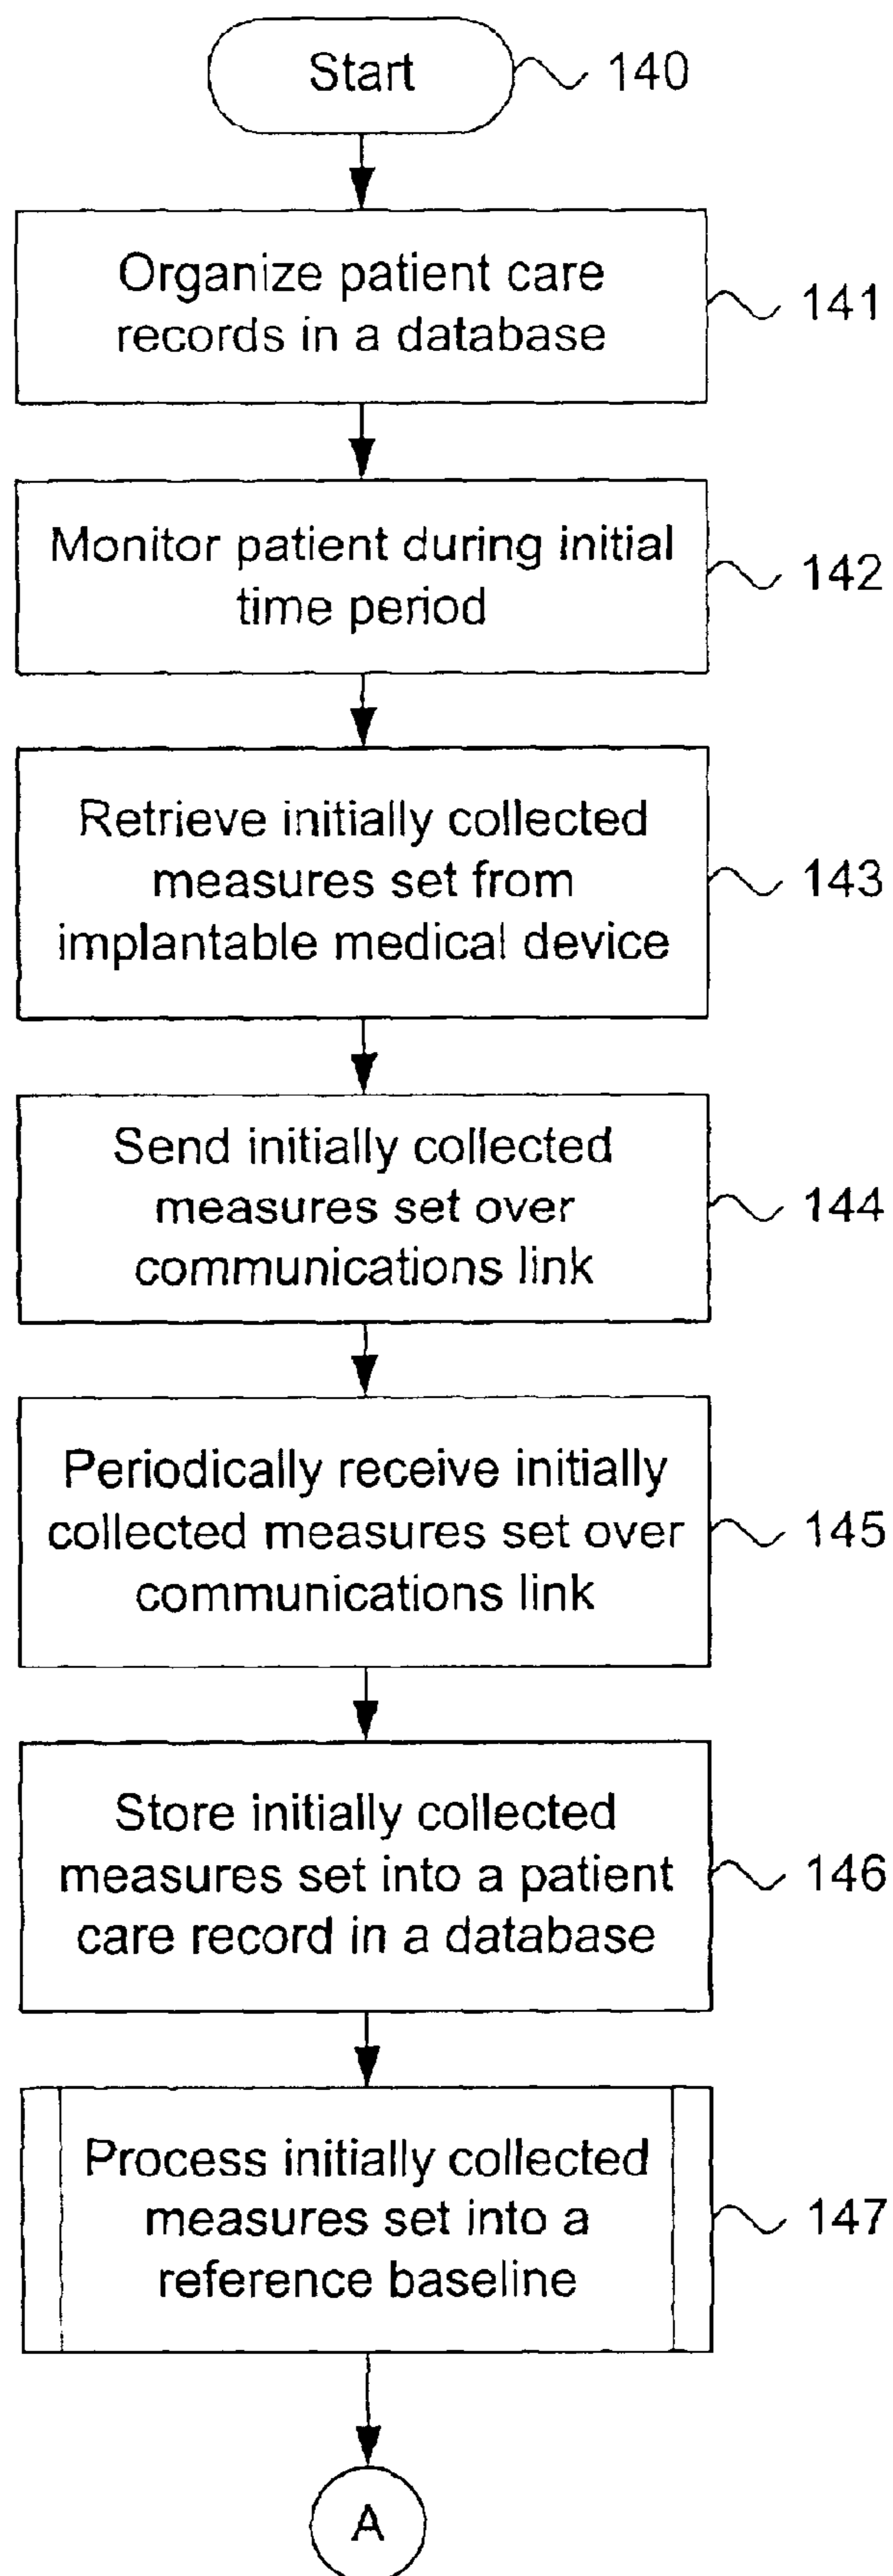 Start
140
Organize patient care
records in a database
141
Monitor patient during initial
time period
142
Retrieve initially collected
measures set from
implantable medical device
143
Send initially collected
measures set over
communications link
144
Periodically receive initially
collected measures set over
communications link
145
Store initially collected
measures set into a patient
care record in a database
146
Process initially collected
measures set into a
reference baseline
147
A